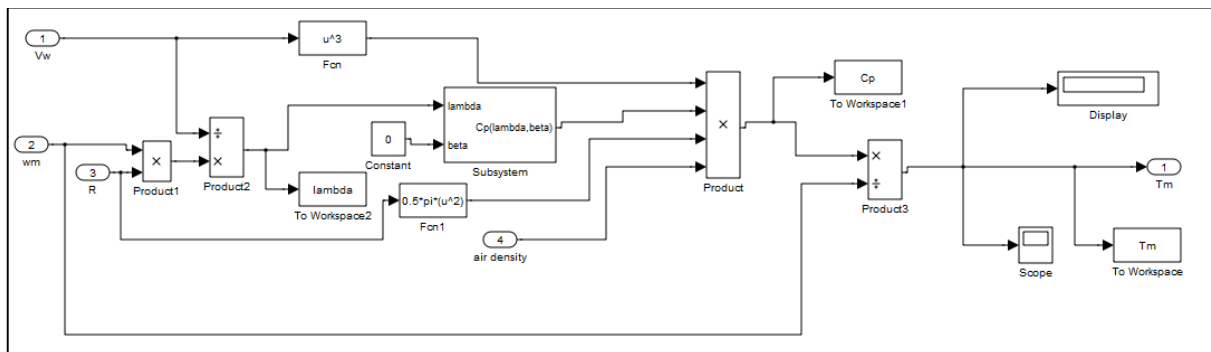 1
Vw
u^3
Fcn
2
wm
3
R
×
Product1
÷
×
Product2
lambda
To Workspace2
0
Constant
lambda
beta
Cp(lambda,beta)
Subsystem
0.5*pi*(u^2)
Fcn1
4
air density
×
Product
Cp
To Workspace1
×
÷
Product3
Display
Scope
1
Tm
Tm
To Workspace